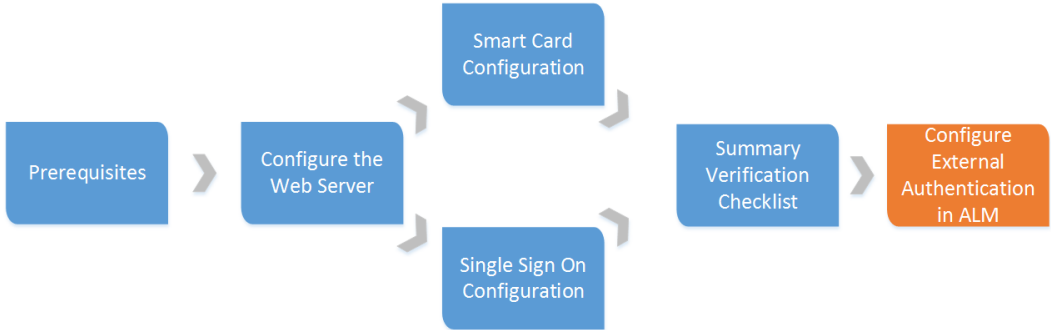 Prerequisites
Configure the
Web Server
Smart Card
Configuration
Single Sign On
Configuration
Summary
Verification
Checklist
Configure
External
Authentication
in ALM